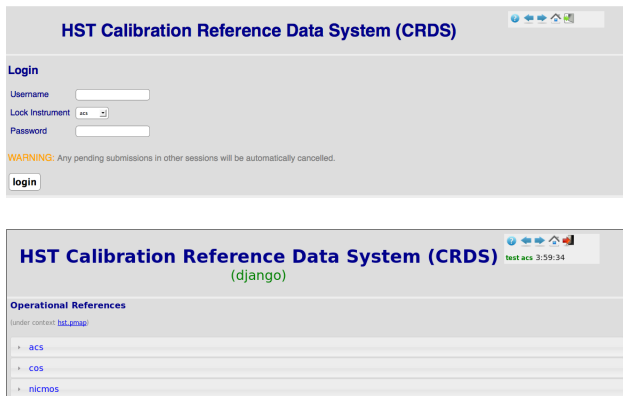 HST Calibration Reference Data System (CRDS)
Login
Username
Lock Instrument acs
Password
WARNING: Any pending submissions in other sessions will be automatically cancelled.
login
HST Calibration Reference Data System (CRDS)
test acs 3:59:34
(django)
Operational References
(under context hst.pmap)
acs
cos
nicmos